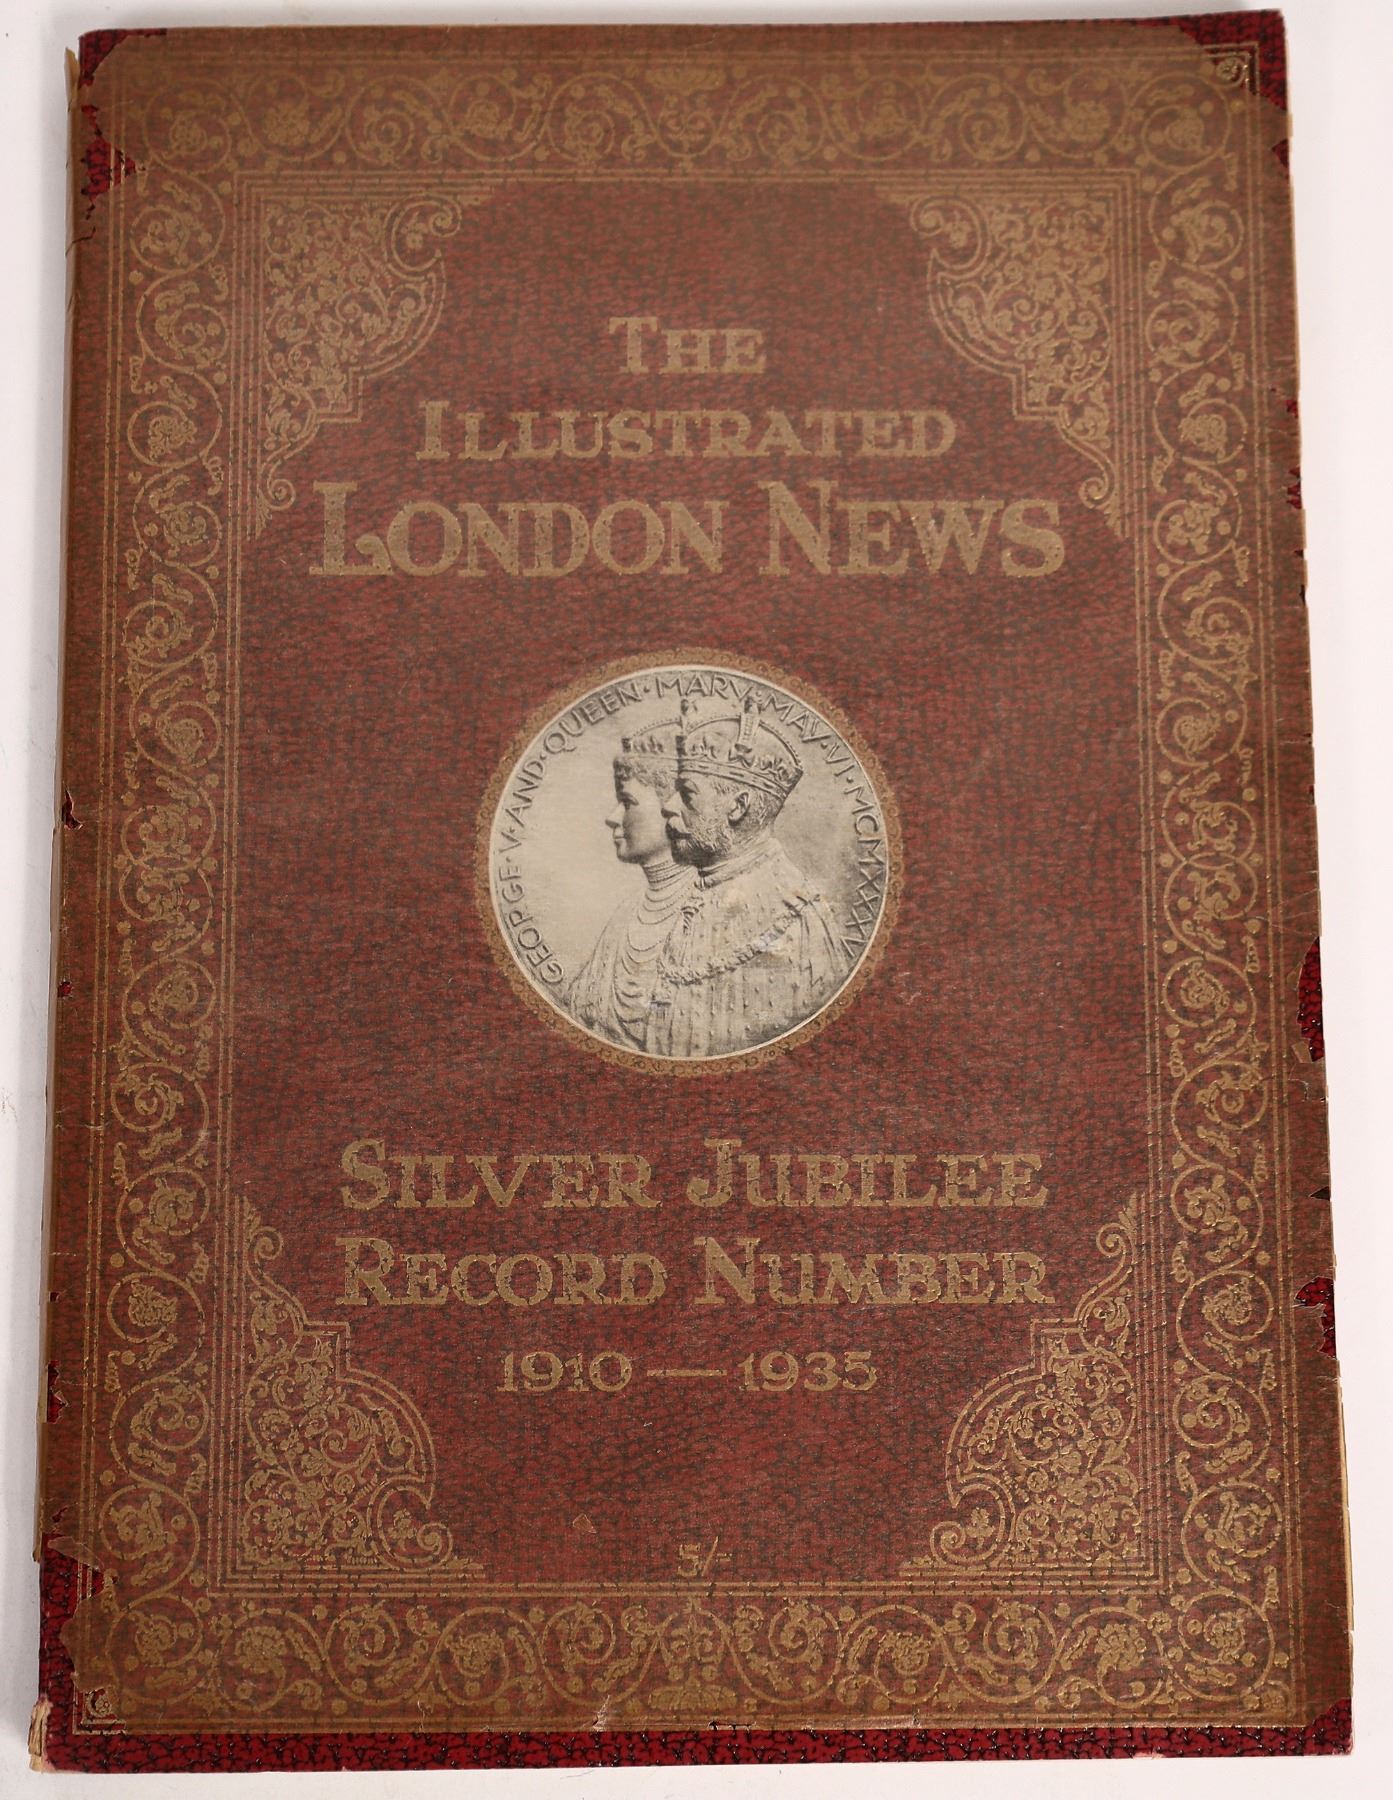 THE
ILLUSTRATED
LONDON NEWS
GEORGE·V·AND·QUEEN·MARY·MAY·VI·MCMXXXV
SILVER JUBILEE
RECORD NUMBER
1910—1935
5/-